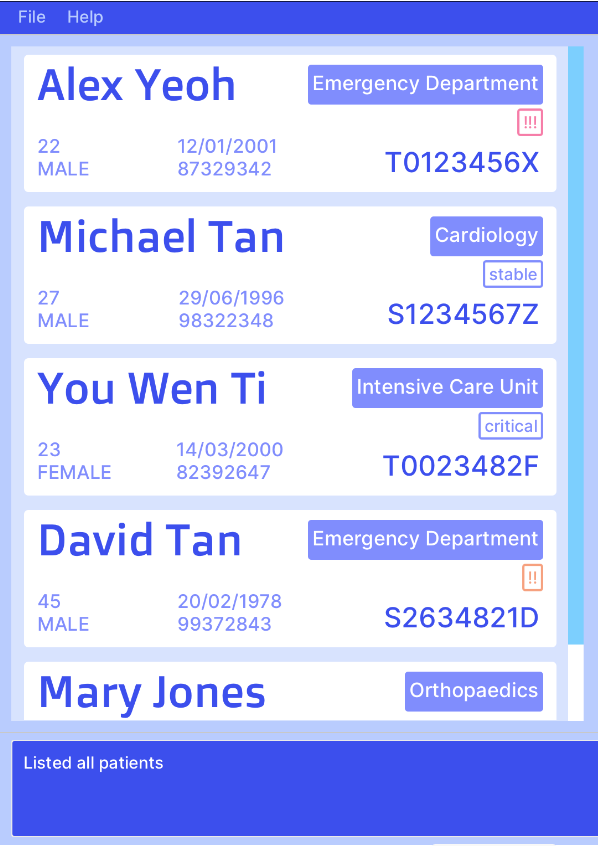 File Help
Alex Yeoh
Emergency Department
!!!
22 12/01/2001
MALE 87329342
T0123456X
Michael Tan
Cardiology
stable
27 29/06/1996
MALE 98322348
S1234567Z
You Wen Ti
Intensive Care Unit
critical
23 14/03/2000
FEMALE 82392647
T0023482F
David Tan
Emergency Department
!!
45 20/02/1978
MALE 99372843
S2634821D
Mary Jones
Orthopaedics
Listed all patients